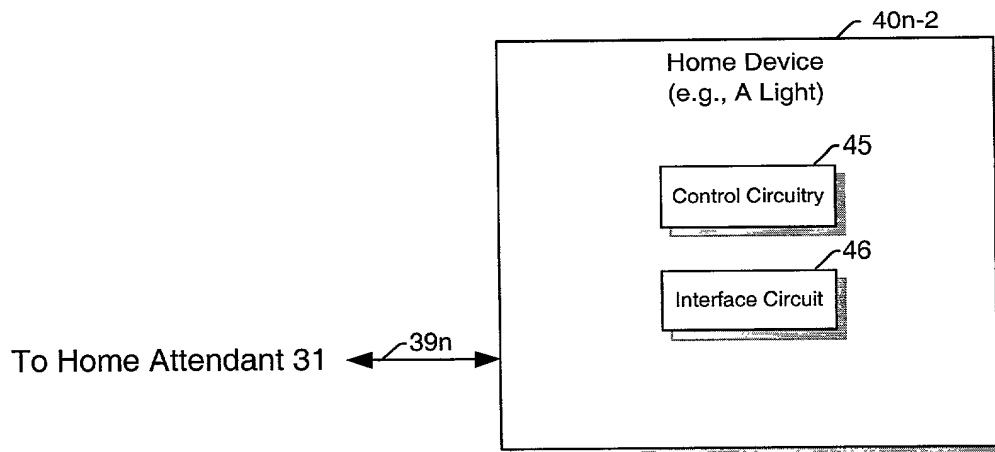 40n-2
Home Device
(e.g., A Light)
45
Control Circuitry
46
Interface Circuit
39n
To Home Attendant 31